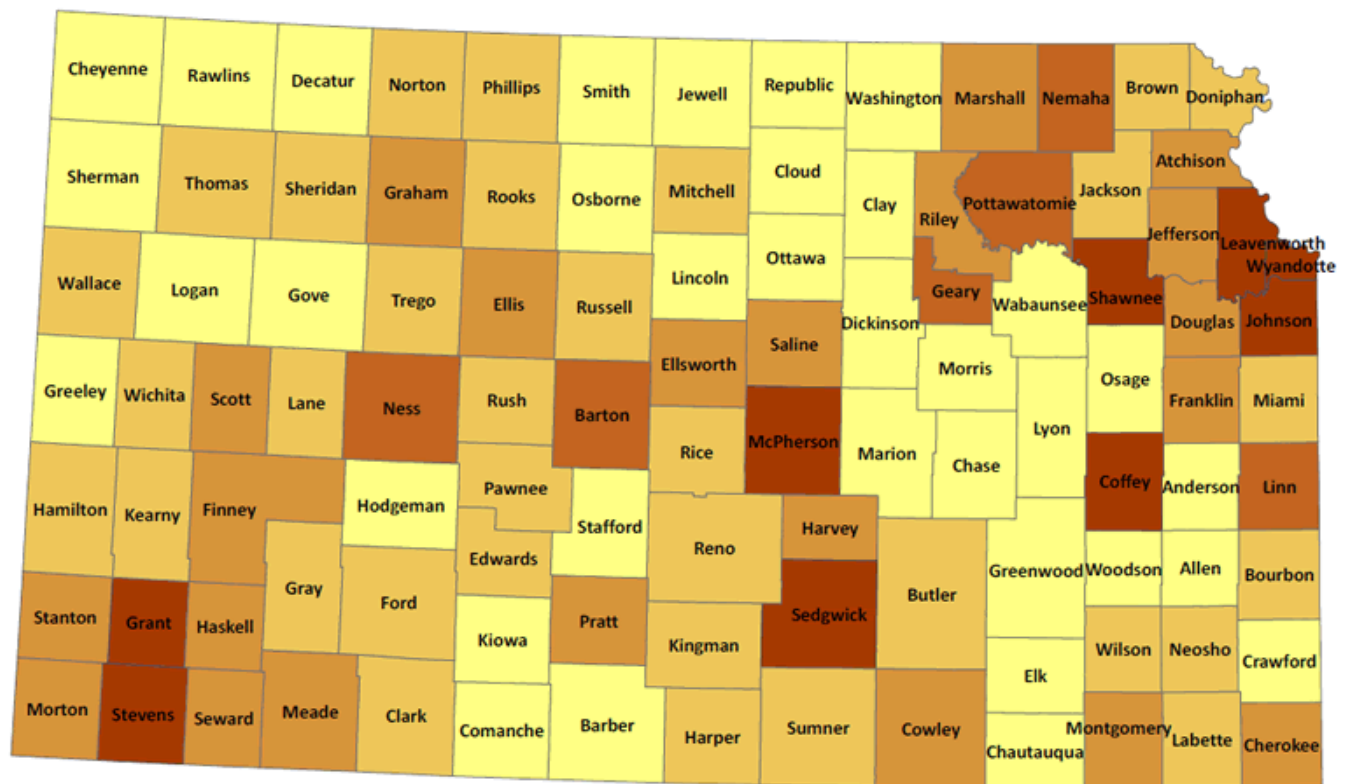 Cheyenne
Rawlins
Decatur
Norton
Phillips
Smith
Jewell
Republic
Washington
Marshall
Nemaha
Brown
Doniphan
Sherman
Thomas
Sheridan
Graham
Rooks
Osborne
Mitchell
Cloud
Clay
Riley
Pottawatomie
Jackson
Atchison
Jefferson
Leavenworth
Wyandotte
Wallace
Logan
Gove
Trego
Ellis
Russell
Lincoln
Ottawa
Dickinson
Geary
Wabaunsee
Shawnee
Douglas
Johnson
Greeley
Wichita
Scott
Lane
Ness
Rush
Barton
Ellsworth
Saline
Morris
Osage
Franklin
Miami
Rice
McPherson
Marion
Chase
Lyon
Coffey
Anderson
Linn
Hamilton
Kearny
Finney
Hodgeman
Pawnee
Stafford
Edwards
Reno
Harvey
Gray
Ford
Butler
Greenwood
Woodson
Allen
Bourbon
Stanton
Grant
Haskell
Kiowa
Pratt
Kingman
Sedgwick
Elk
Wilson
Neosho
Crawford
Morton
Stevens
Seward
Meade
Clark
Comanche
Barber
Harper
Sumner
Cowley
Chautauqua
Montgomery
Labette
Cherokee